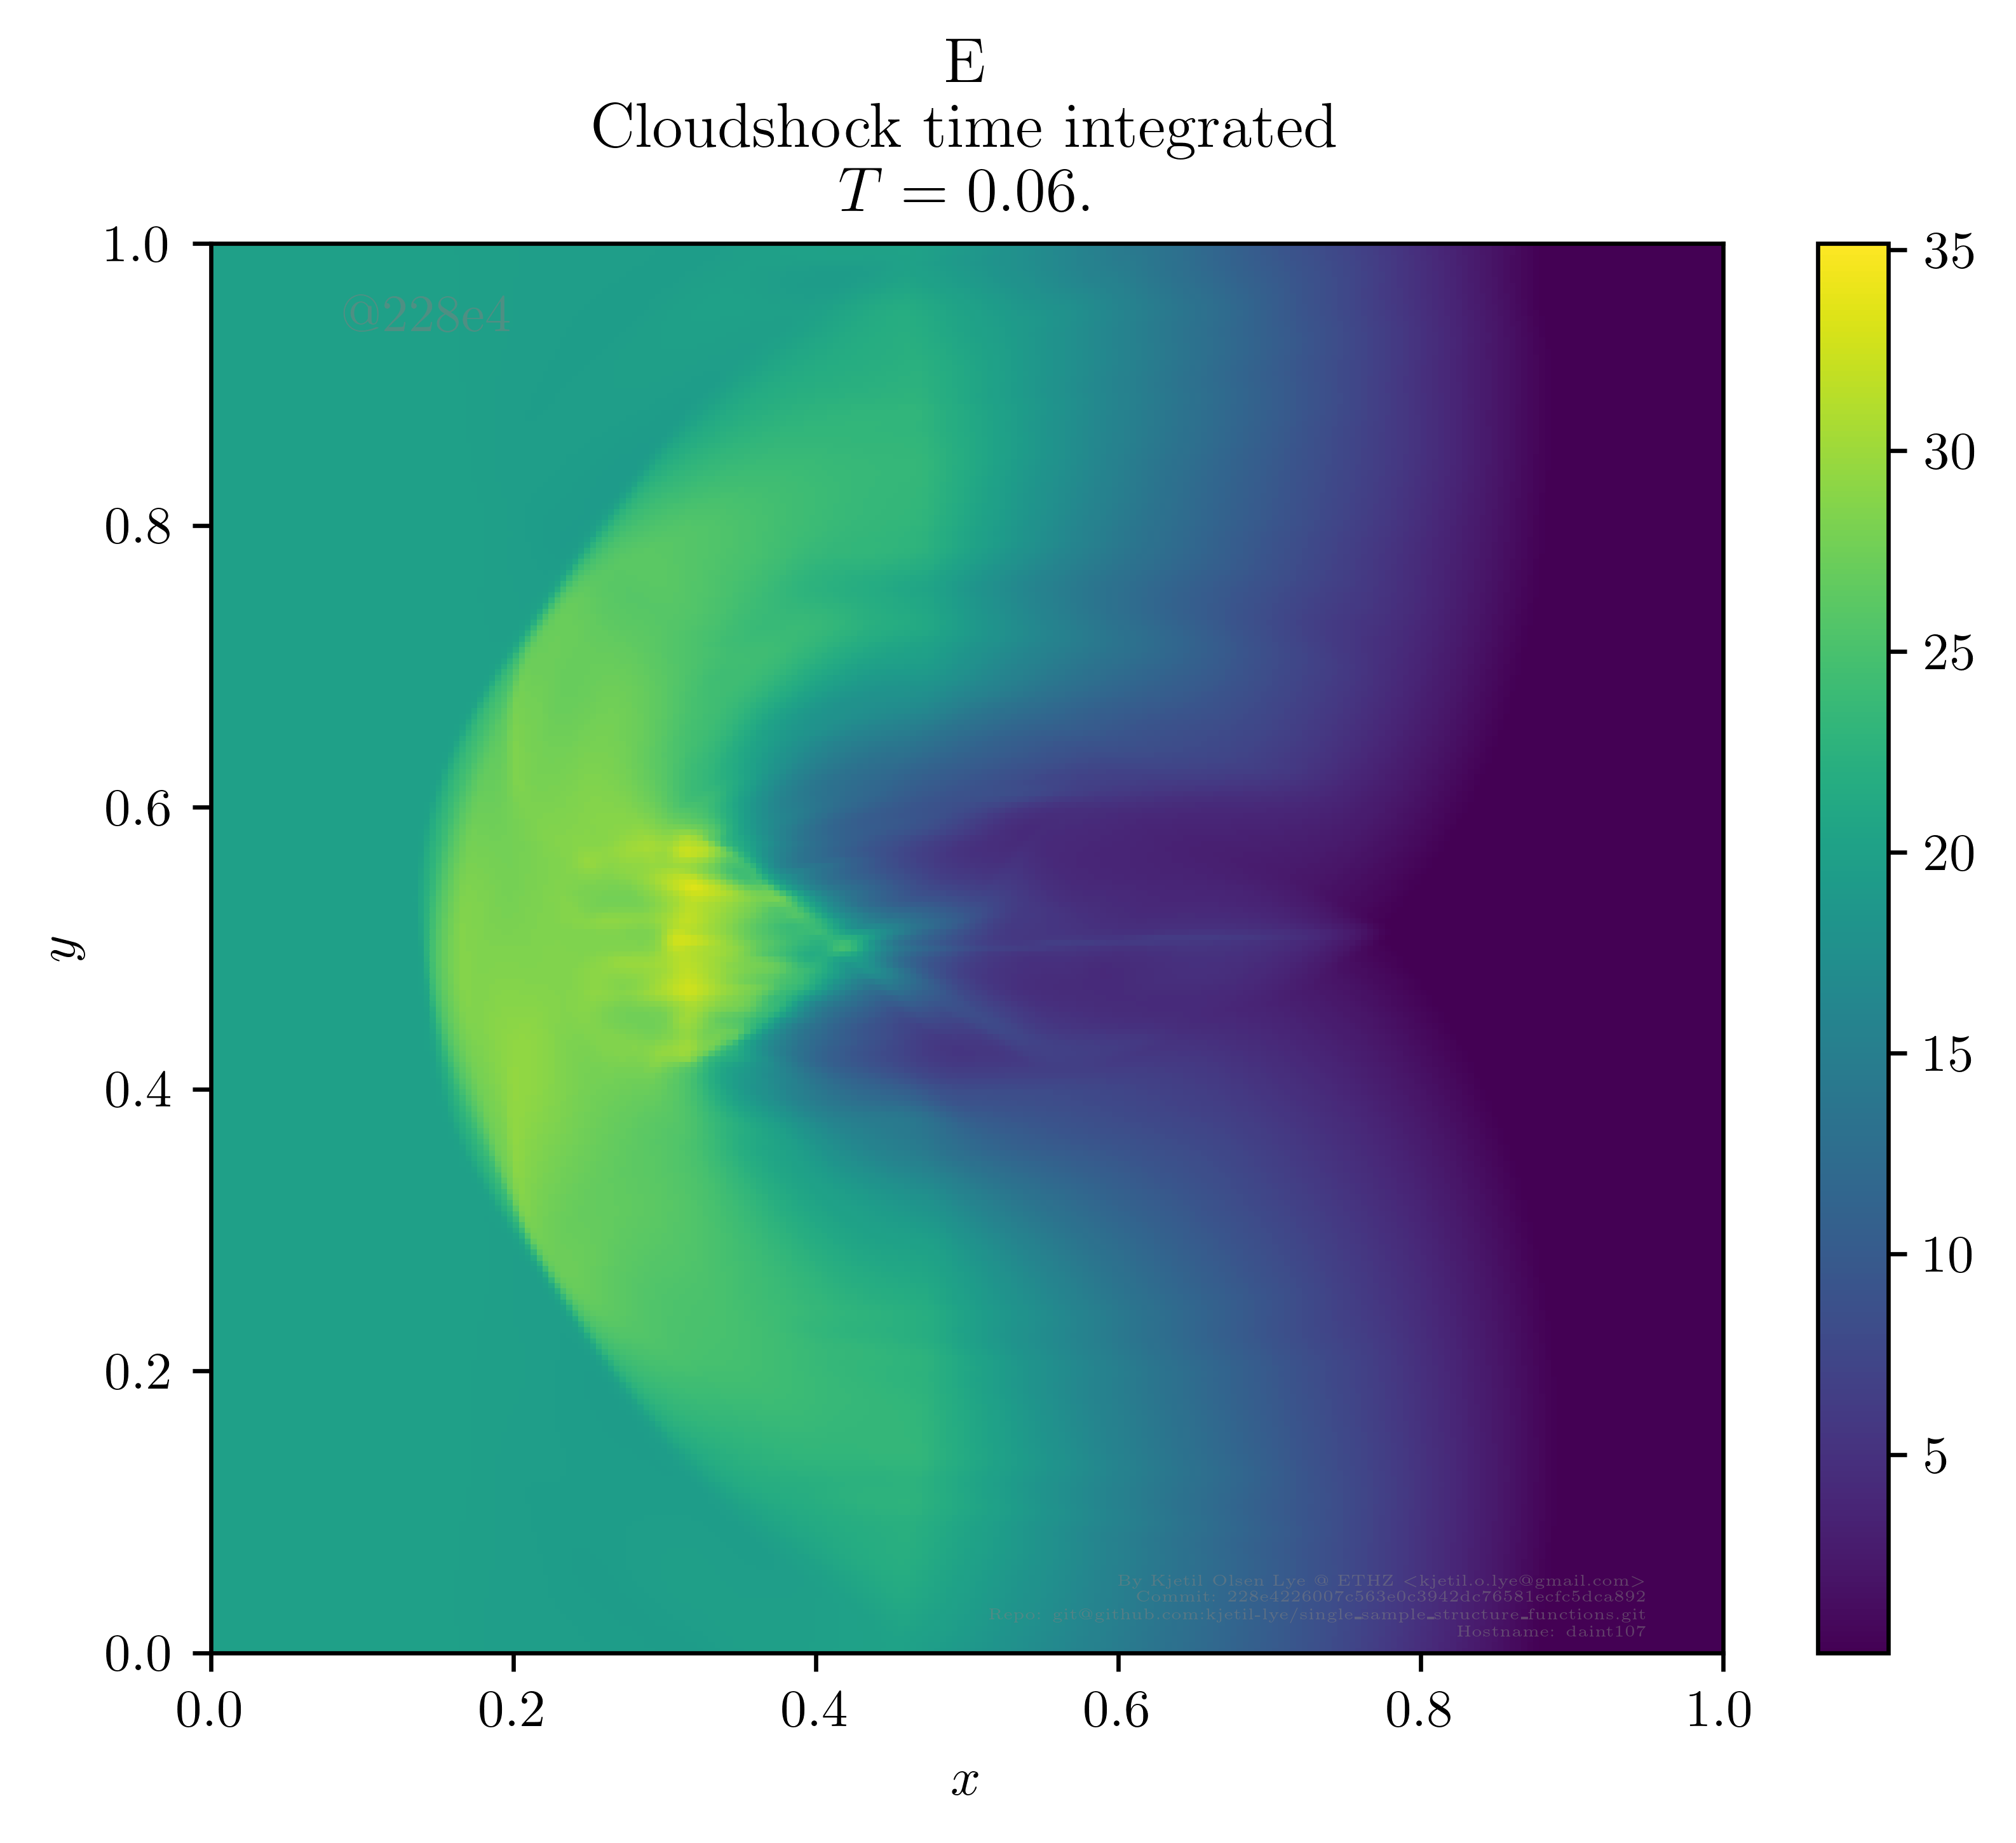 E
Cloudshock time integrated
T = 0.06.
1.0
0.8
0.6
0.4
0.2
0.0
y
@228e4
By Kjetil Olsen Lye @ ETHZ <kjetil.o.lye@gmail.com>
Commit: 228e4226007c563e0c3942dc76581ecfc5dca892
Repo: git@github.com:kjetil-lye/single_sample_structure_functions.git
Hostname: daint107
0.0 0.2 0.4 0.6 0.8 1.0
x
35
30
25
20
15
10
5